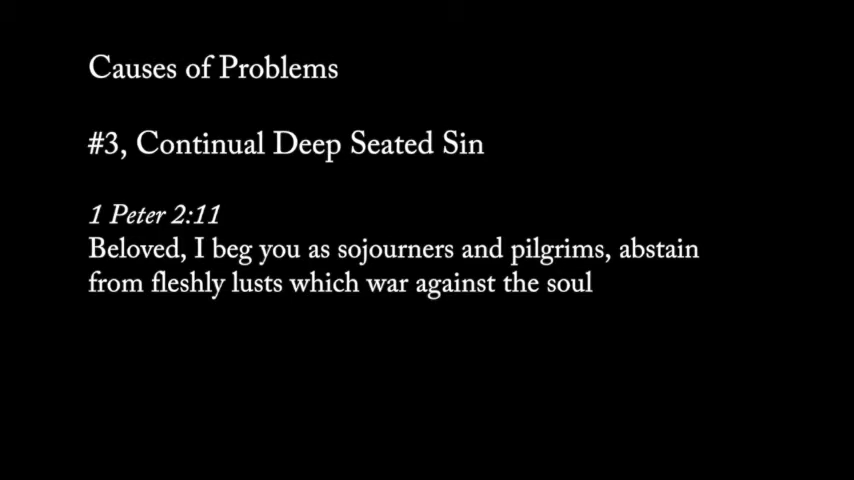 Causes of Problems
#3, Continual Deep Seated Sin
1 Peter 2:11
Beloved, I beg you as sojourners and pilgrims, abstain
from fleshly lusts which war against the soul